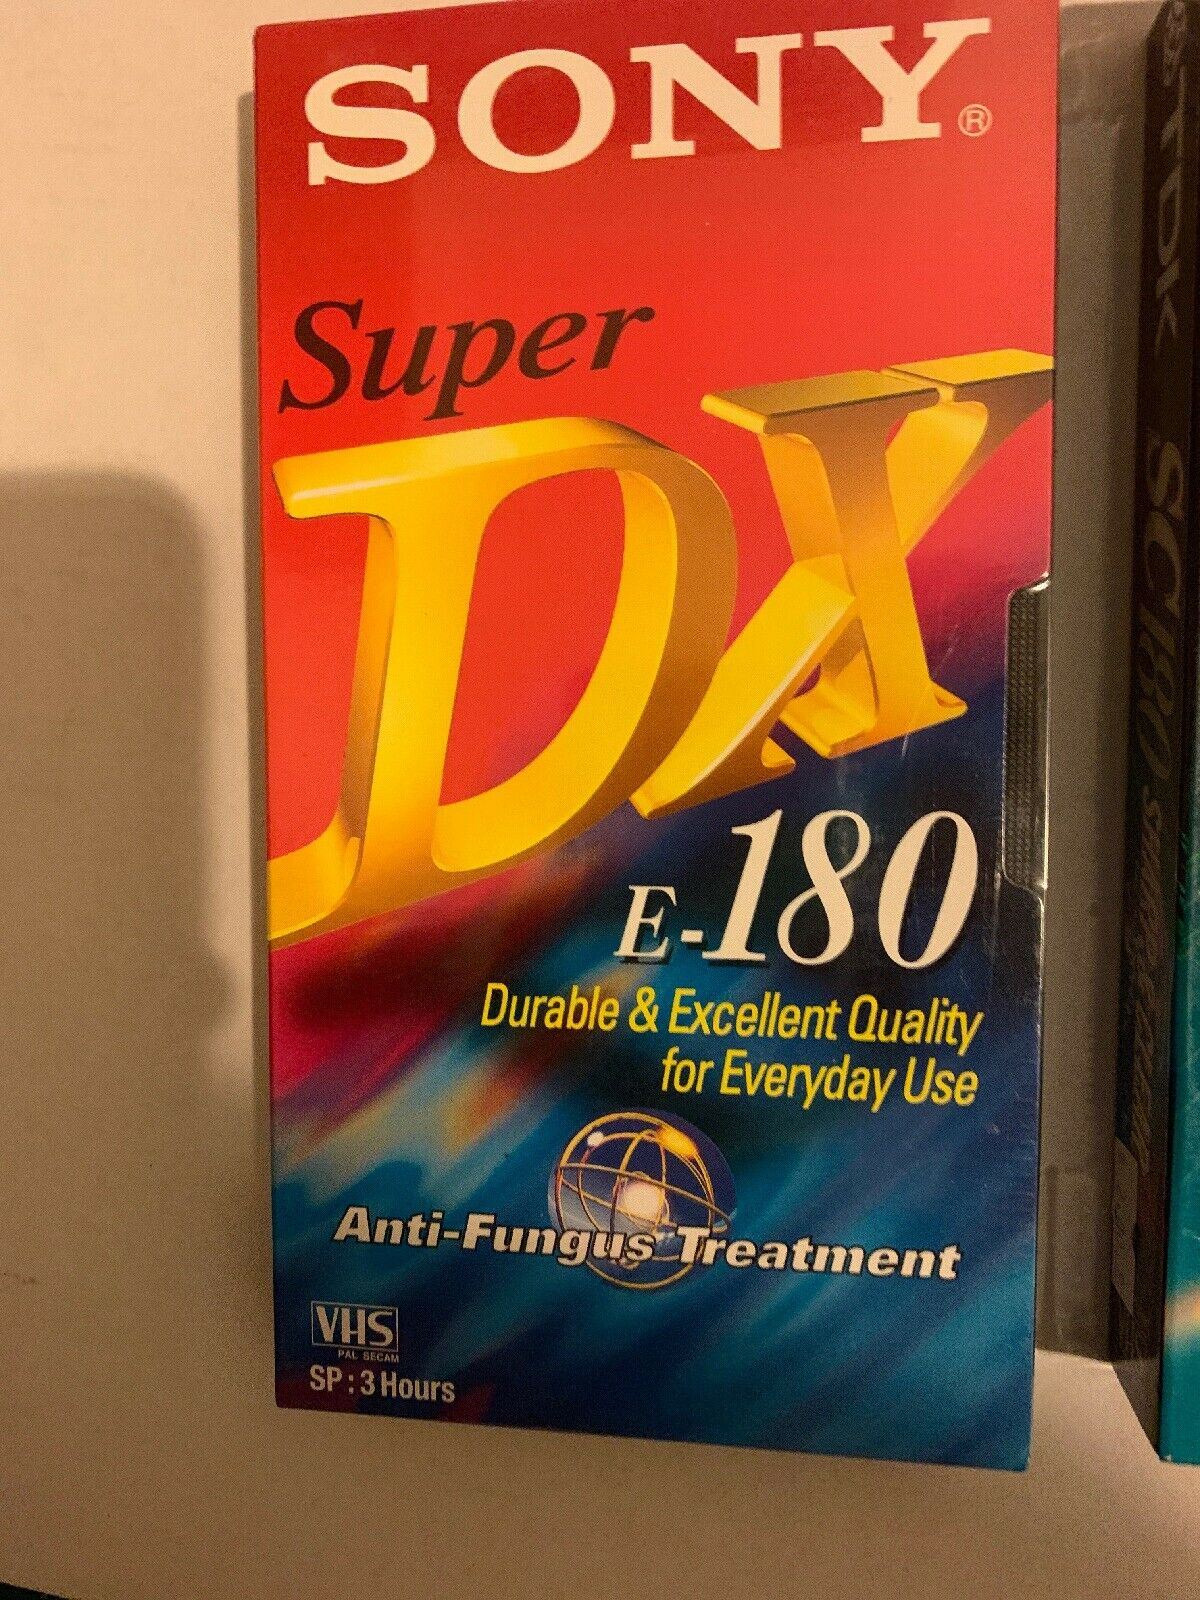 SONY®
Super
DX
E-180
Durable & Excellent Quality
for Everyday Use
Anti-Fungus Treatment
VHS
PAL SECAM
SP : 3 Hours
TDK